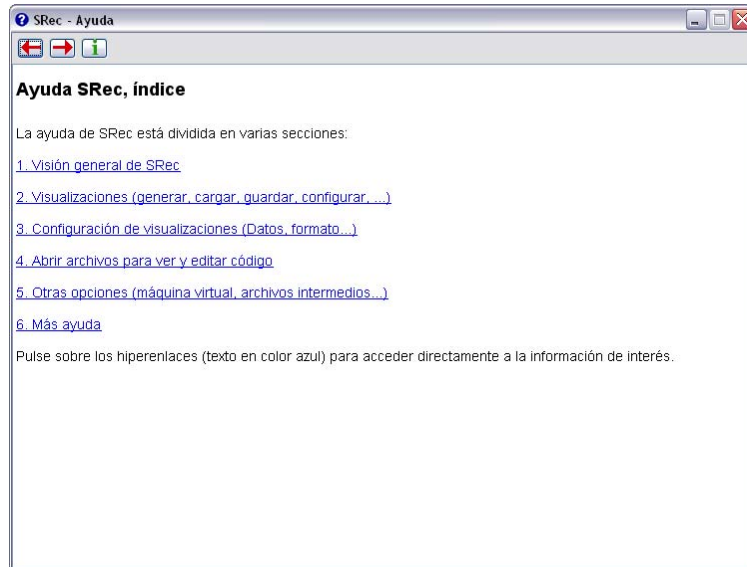 SRec - Ayuda
Ayuda SRec, índice
La ayuda de SRec está dividida en varias secciones:
1. Visión general de SRec
2. Visualizaciones (generar, cargar, guardar, configurar, ...)
3. Configuración de visualizaciones (Datos, formato...)
4. Abrir archivos para ver y editar código
5. Otras opciones (máquina virtual, archivos intermedios...)
6. Más ayuda
Pulse sobre los hiperenlaces (texto en color azul) para acceder directamente a la información de interés.